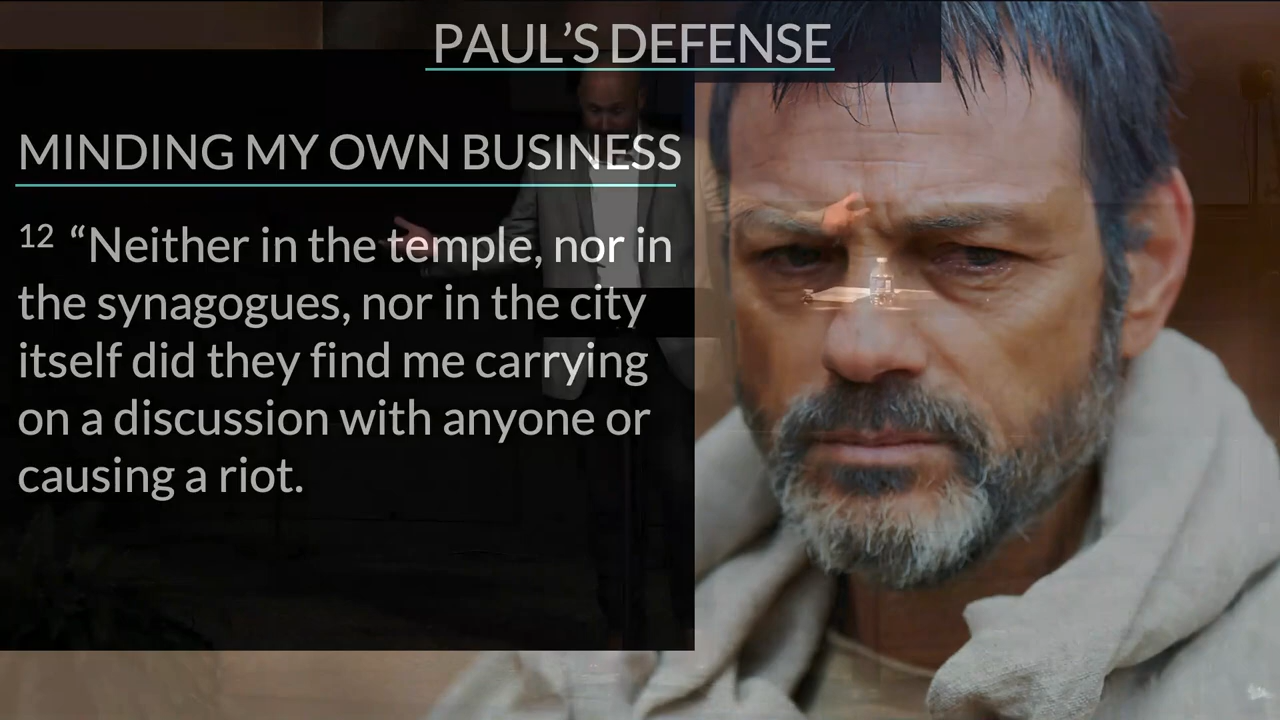 PAUL’S DEFENSE
MINDING MY OWN BUSINESS
12 “Neither in the temple, nor in
the synagogues, nor in the city
itself did they find me carrying
on a discussion with anyone or
causing a riot.